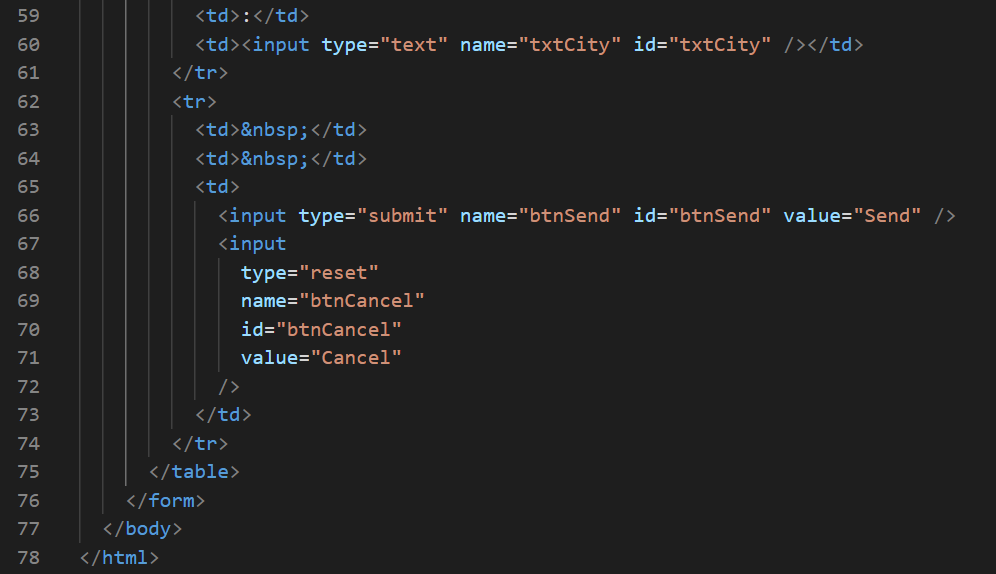 59 <td>:</td>
60 <td><input type="text" name="txtCity" id="txtCity" /></td>
61 </tr>
62 <tr>
63 <td>&nbsp;</td>
64 <td>&nbsp;</td>
65 <td>
66 <input type="submit" name="btnSend" id="btnSend" value="Send" />
67 <input
68 type="reset"
69 name="btnCancel"
70 id="btnCancel"
71 value="Cancel"
72 />
73 </td>
74 </tr>
75 </table>
76 </form>
77 </body>
78 </html>